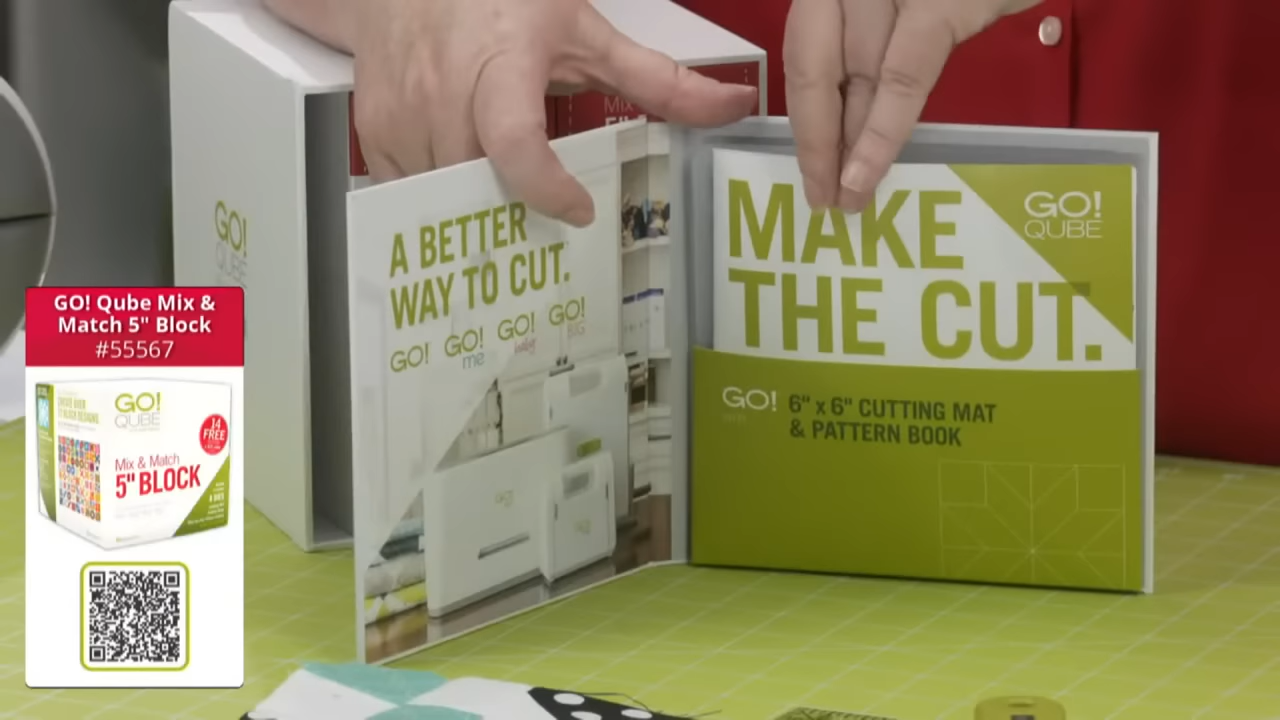 GO! Qube Mix &
Match 5" Block
#55567
GO!
QUBE
14
FREE
Mix & Match
5" BLOCK
GO!
QUBE
Mix
A BETTER
WAY TO CUT.
GO! GO! GO! GO!
me baby BIG
MAKE
THE CUT.
GO!
QUBE
GO! 6" x 6" CUTTING MAT
& PATTERN BOOK